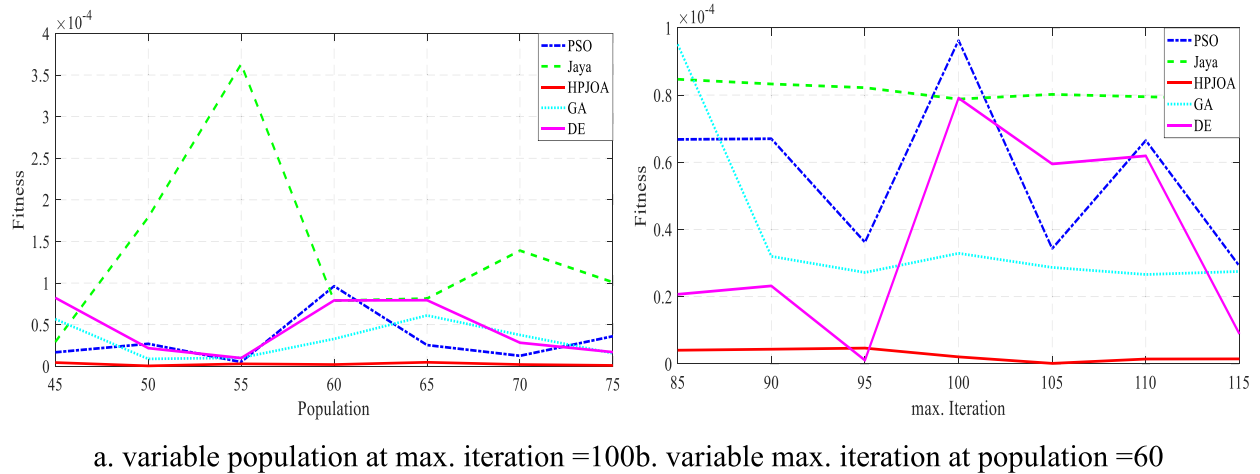 ×10-4
4
3.5
3
2.5
2
1.5
1
0.5
0
Fitness
45 50 55 60 65 70 75
Population
PSO
Jaya
HPJOA
GA
DE
×10-4
1
0.8
0.6
0.4
0.2
0
Fitness
85 90 95 100 105 110 115
max. Iteration
PSO
Jaya
HPJOA
GA
DE
a. variable population at max. iteration =100b. variable max. iteration at population =60